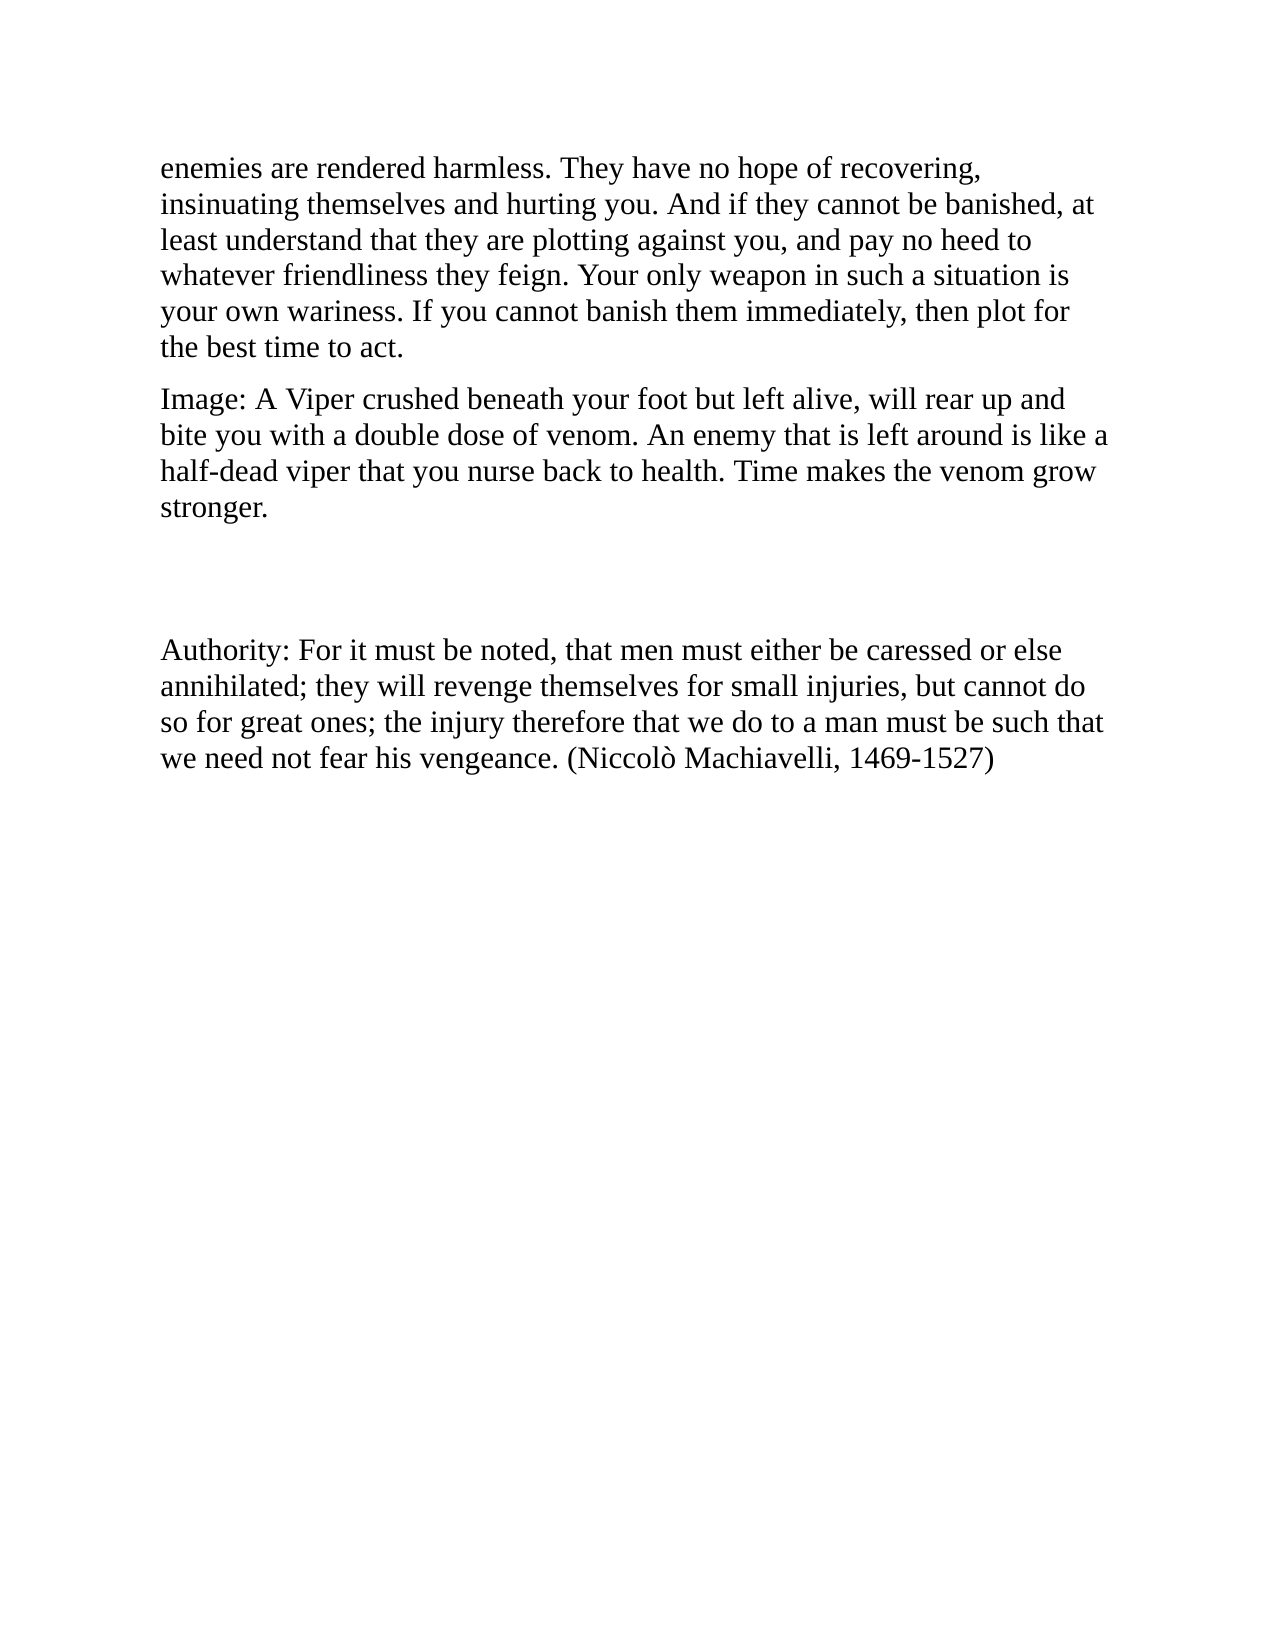 enemies are rendered harmless. They have no hope of recovering,
insinuating themselves and hurting you. And if they cannot be banished, at
least understand that they are plotting against you, and pay no heed to
whatever friendliness they feign. Your only weapon in such a situation is
your own wariness. If you cannot banish them immediately, then plot for
the best time to act.
Image: A Viper crushed beneath your foot but left alive, will rear up and
bite you with a double dose of venom. An enemy that is left around is like a
half-dead viper that you nurse back to health. Time makes the venom grow
stronger.
Authority: For it must be noted, that men must either be caressed or else
annihilated; they will revenge themselves for small injuries, but cannot do
so for great ones; the injury therefore that we do to a man must be such that
we need not fear his vengeance. (Niccolò Machiavelli, 1469-1527)